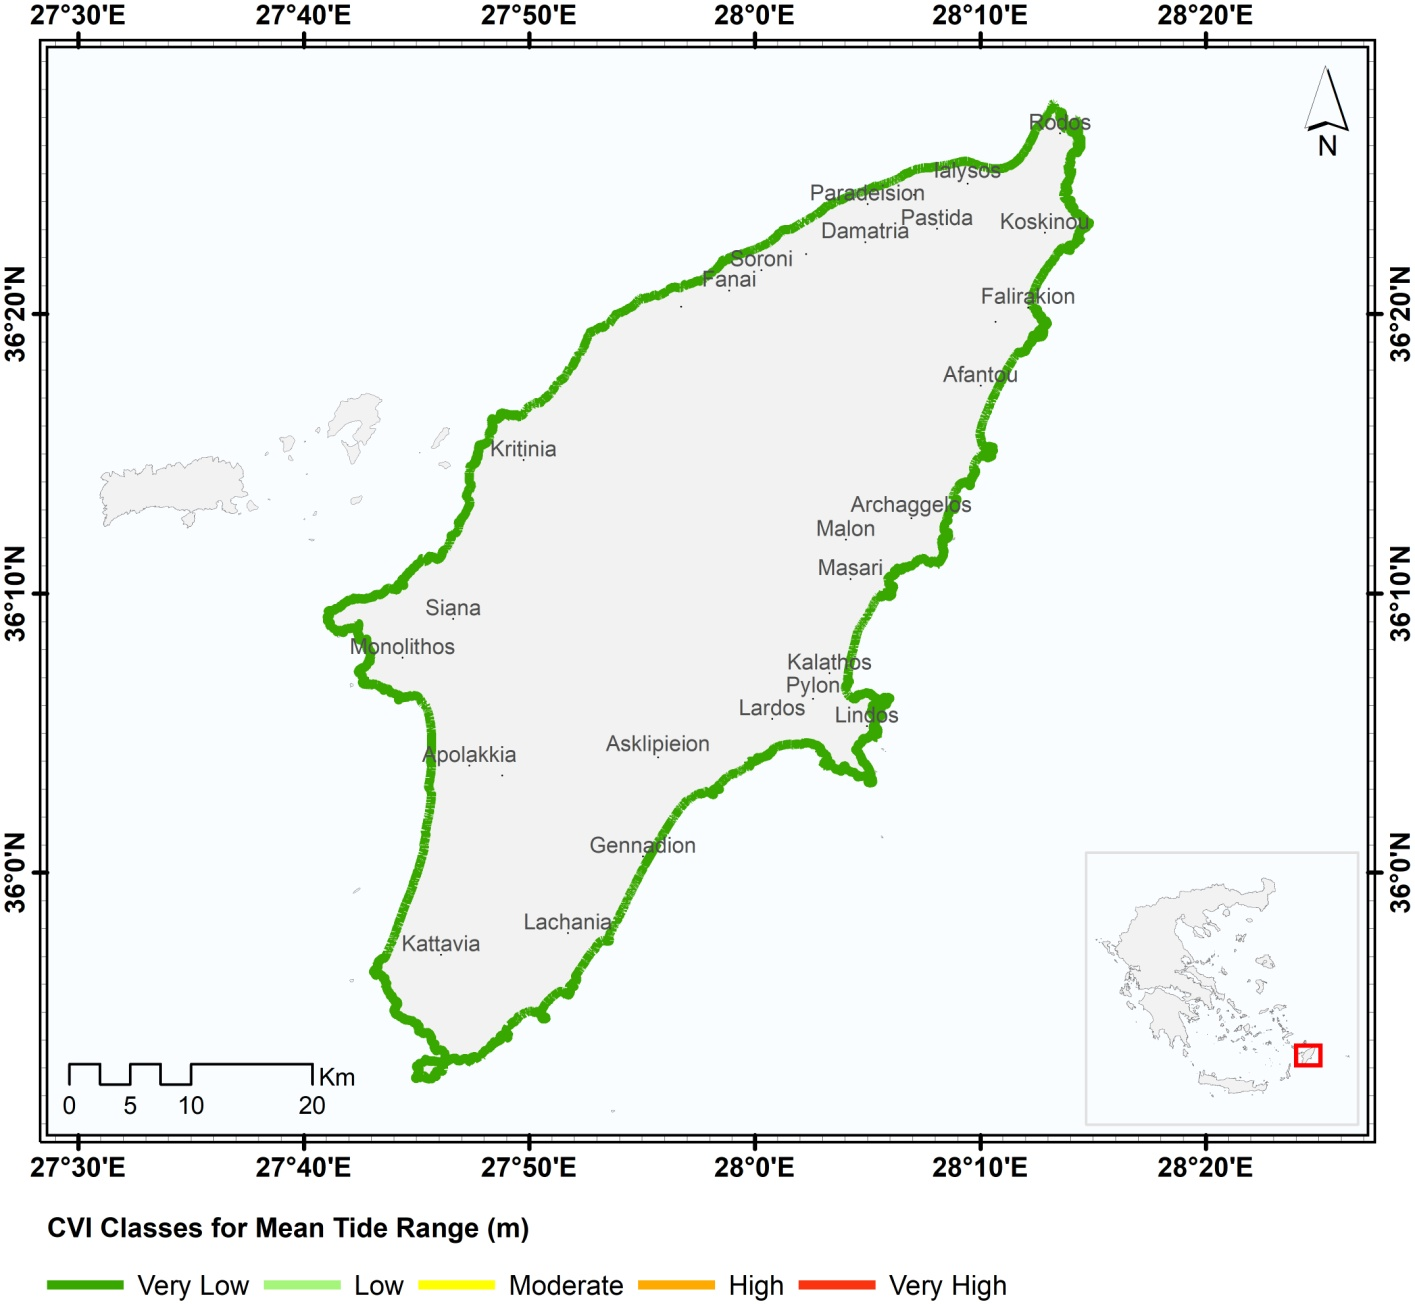 27°30'E 27°40'E 27°50'E 28°0'E 28°10'E 28°20'E
N
Rodos
Ialysos
Paradeision
Pastida
Koskinou
Damatria
Soroni
Fanai
Falirakion
36°20'N 36°20'N
Afantou
Kritinia
Archaggelos
Malon
Masari
36°10'N 36°10'N
Siana
Monolithos
Kalathos
Pylon
Lardos
Lindos
Asklipieion
Apolakkia
Gennadion
36°0'N 36°0'N
Lachania
Kattavia
Km
0 5 10 20
27°30'E 27°40'E 27°50'E 28°0'E 28°10'E 28°20'E
CVI Classes for Mean Tide Range (m)
Very Low Low Moderate High Very High